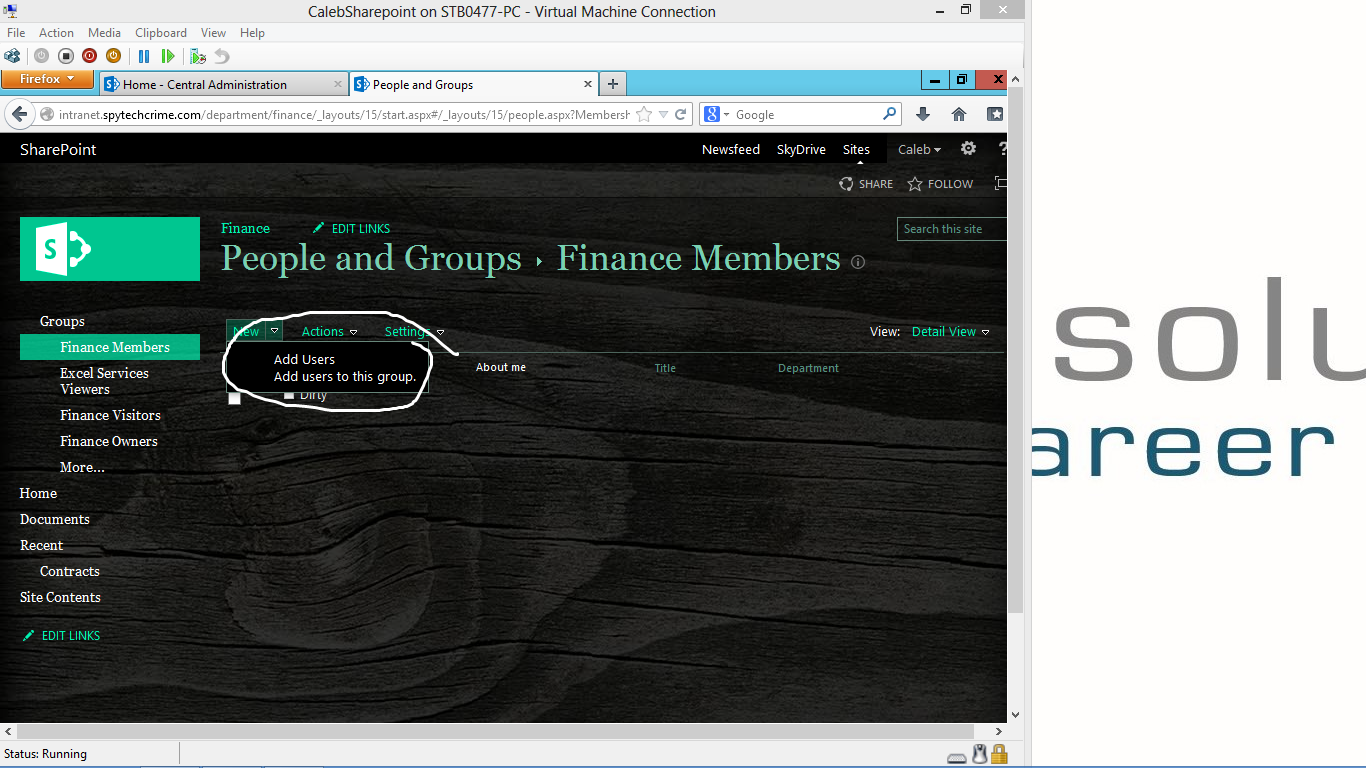 CalebSharepoint on STB0477-PC - Virtual Machine Connection
File Action Media Clipboard View Help
Firefox
Home - Central Administration
People and Groups
intranet.spytechcrime.com/department/finance/_layouts/15/start.aspx#/_layouts/15/people.aspx?Membersh
Google
SharePoint
Newsfeed SkyDrive Sites Caleb ?
SHARE FOLLOW
S
Finance EDIT LINKS
Search this site
People and Groups Finance Members
Groups
Finance Members
Excel Services
Viewers
Finance Visitors
Finance Owners
More...
Home
Documents
Recent
Contracts
Site Contents
EDIT LINKS
New Actions Settings View: Detail View
Add Users
Add users to this group.
About me Title Department
Dirty
solu
areer
Status: Running